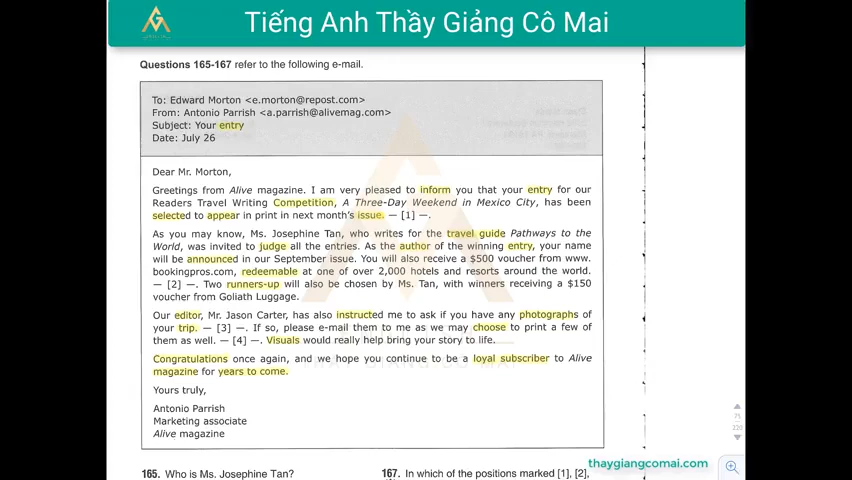 Tiếng Anh Thầy Giảng Cô Mai
Questions 165-167 refer to the following e-mail.
To: Edward Morton <e.morton@repost.com>
From: Antonio Parrish <a.parrish@alivemag.com>
Subject: Your entry
Date: July 26
Dear Mr. Morton,
Greetings from Alive magazine. I am very pleased to inform you that your entry for our
Readers Travel Writing Competition, A Three-Day Weekend in Mexico City, has been
selected to appear in print in next month's issue. — [1] —.
As you may know, Ms. Josephine Tan, who writes for the travel guide Pathways to the
World, was invited to judge all the entries. As the author of the winning entry, your name
will be announced in our September issue. You will also receive a $500 voucher from www.
bookingpros.com, redeemable at one of over 2,000 hotels and resorts around the world.
— [2] —. Two runners-up will also be chosen by Ms. Tan, with winners receiving a $150
voucher from Goliath Luggage.
Our editor, Mr. Jason Carter, has also instructed me to ask if you have any photographs of
your trip. — [3] —. If so, please e-mail them to me as we may choose to print a few of
them as well. — [4] —. Visuals would really help bring your story to life.
Congratulations once again, and we hope you continue to be a loyal subscriber to Alive
magazine for years to come.
Yours truly,
Antonio Parrish
Marketing associate
Alive magazine
165. Who is Ms. Josephine Tan?
167. In which of the positions marked [1], [2],
thaygiangcomai.com
75
220